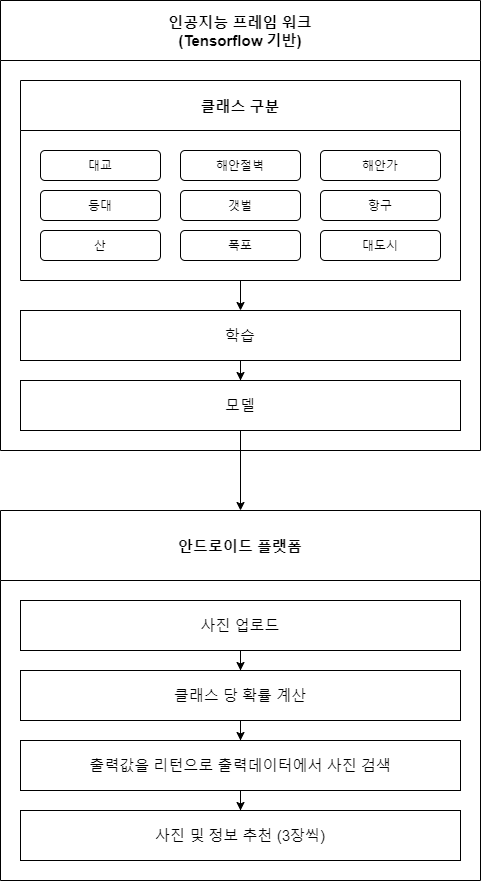 인공지능 프레임 워크
(Tensorflow 기반)
클래스 구분
대교 해안절벽 해안가
등대 갯벌 항구
산 폭포 대도시
학습
모델
안드로이드 플랫폼
사진 업로드
클래스 당 확률 계산
출력값을 리턴으로 출력데이터에서 사진 검색
사진 및 정보 추천 (3장씩)